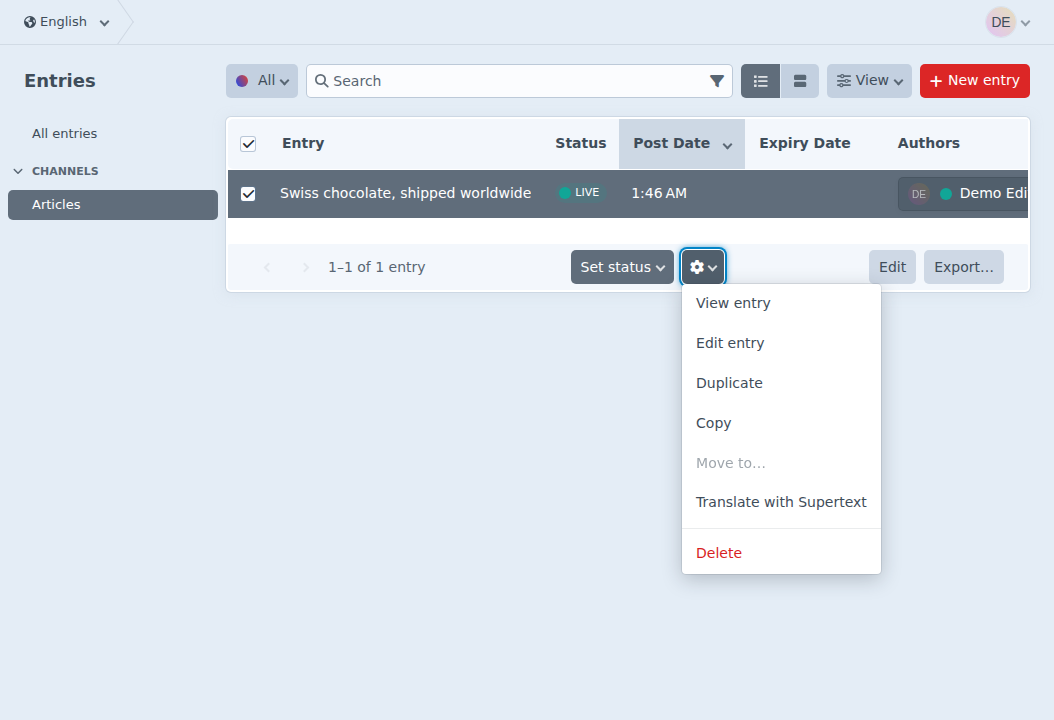 English
DE
Entries
All
Search
View
New entry
All entries
CHANNELS
Articles
Entry
Status
Post Date
Expiry Date
Authors
Swiss chocolate, shipped worldwide
LIVE
1:46 AM
DE
Demo Edi
1–1 of 1 entry
Set status
Edit
Export…
View entry
Edit entry
Duplicate
Copy
Move to…
Translate with Supertext
Delete